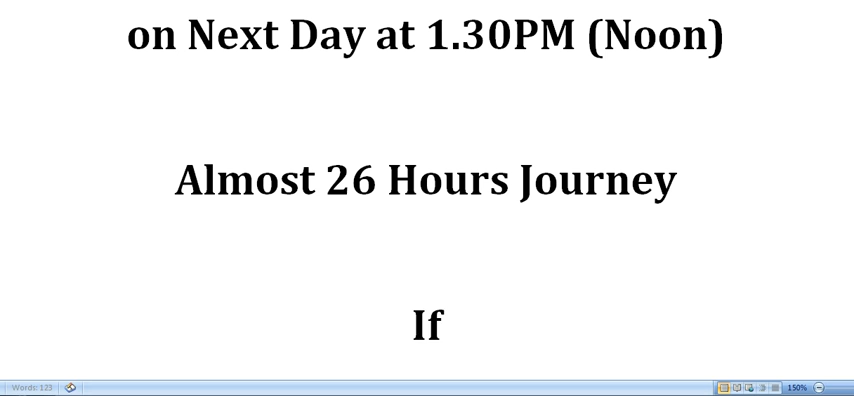 on Next Day at 1.30PM (Noon)
Almost 26 Hours Journey
If
Words: 123
150%